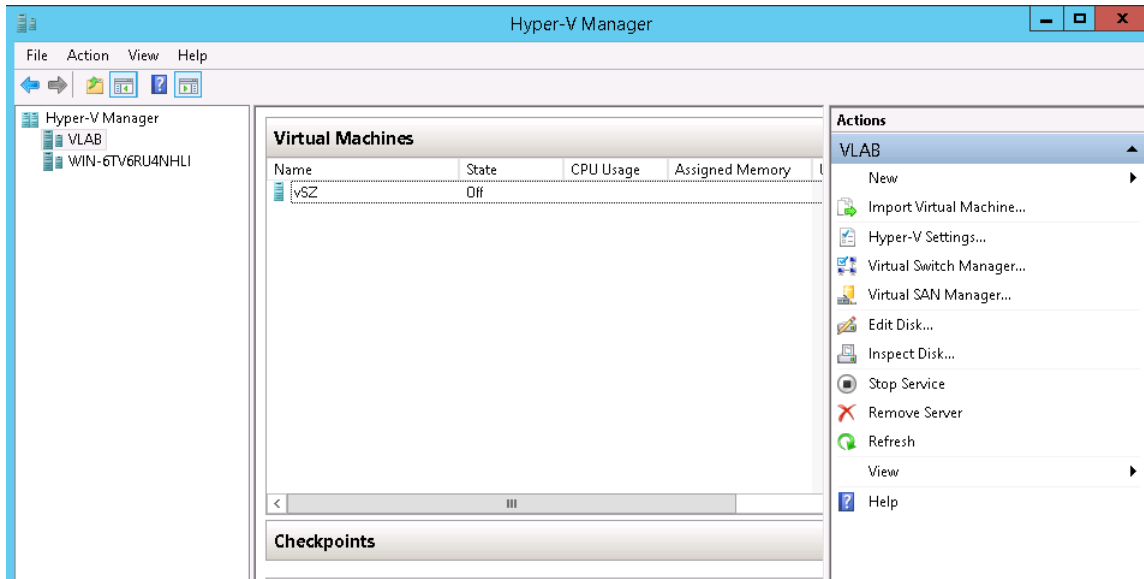 Hyper-V Manager
File Action View Help
Hyper-V Manager
VLAB
WIN-6TV6RU4NHLI
Virtual Machines
Name State CPU Usage Assigned Memory
vSZ Off
Checkpoints
Actions
VLAB
New
Import Virtual Machine...
Hyper-V Settings...
Virtual Switch Manager...
Virtual SAN Manager...
Edit Disk...
Inspect Disk...
Stop Service
Remove Server
Refresh
View
Help